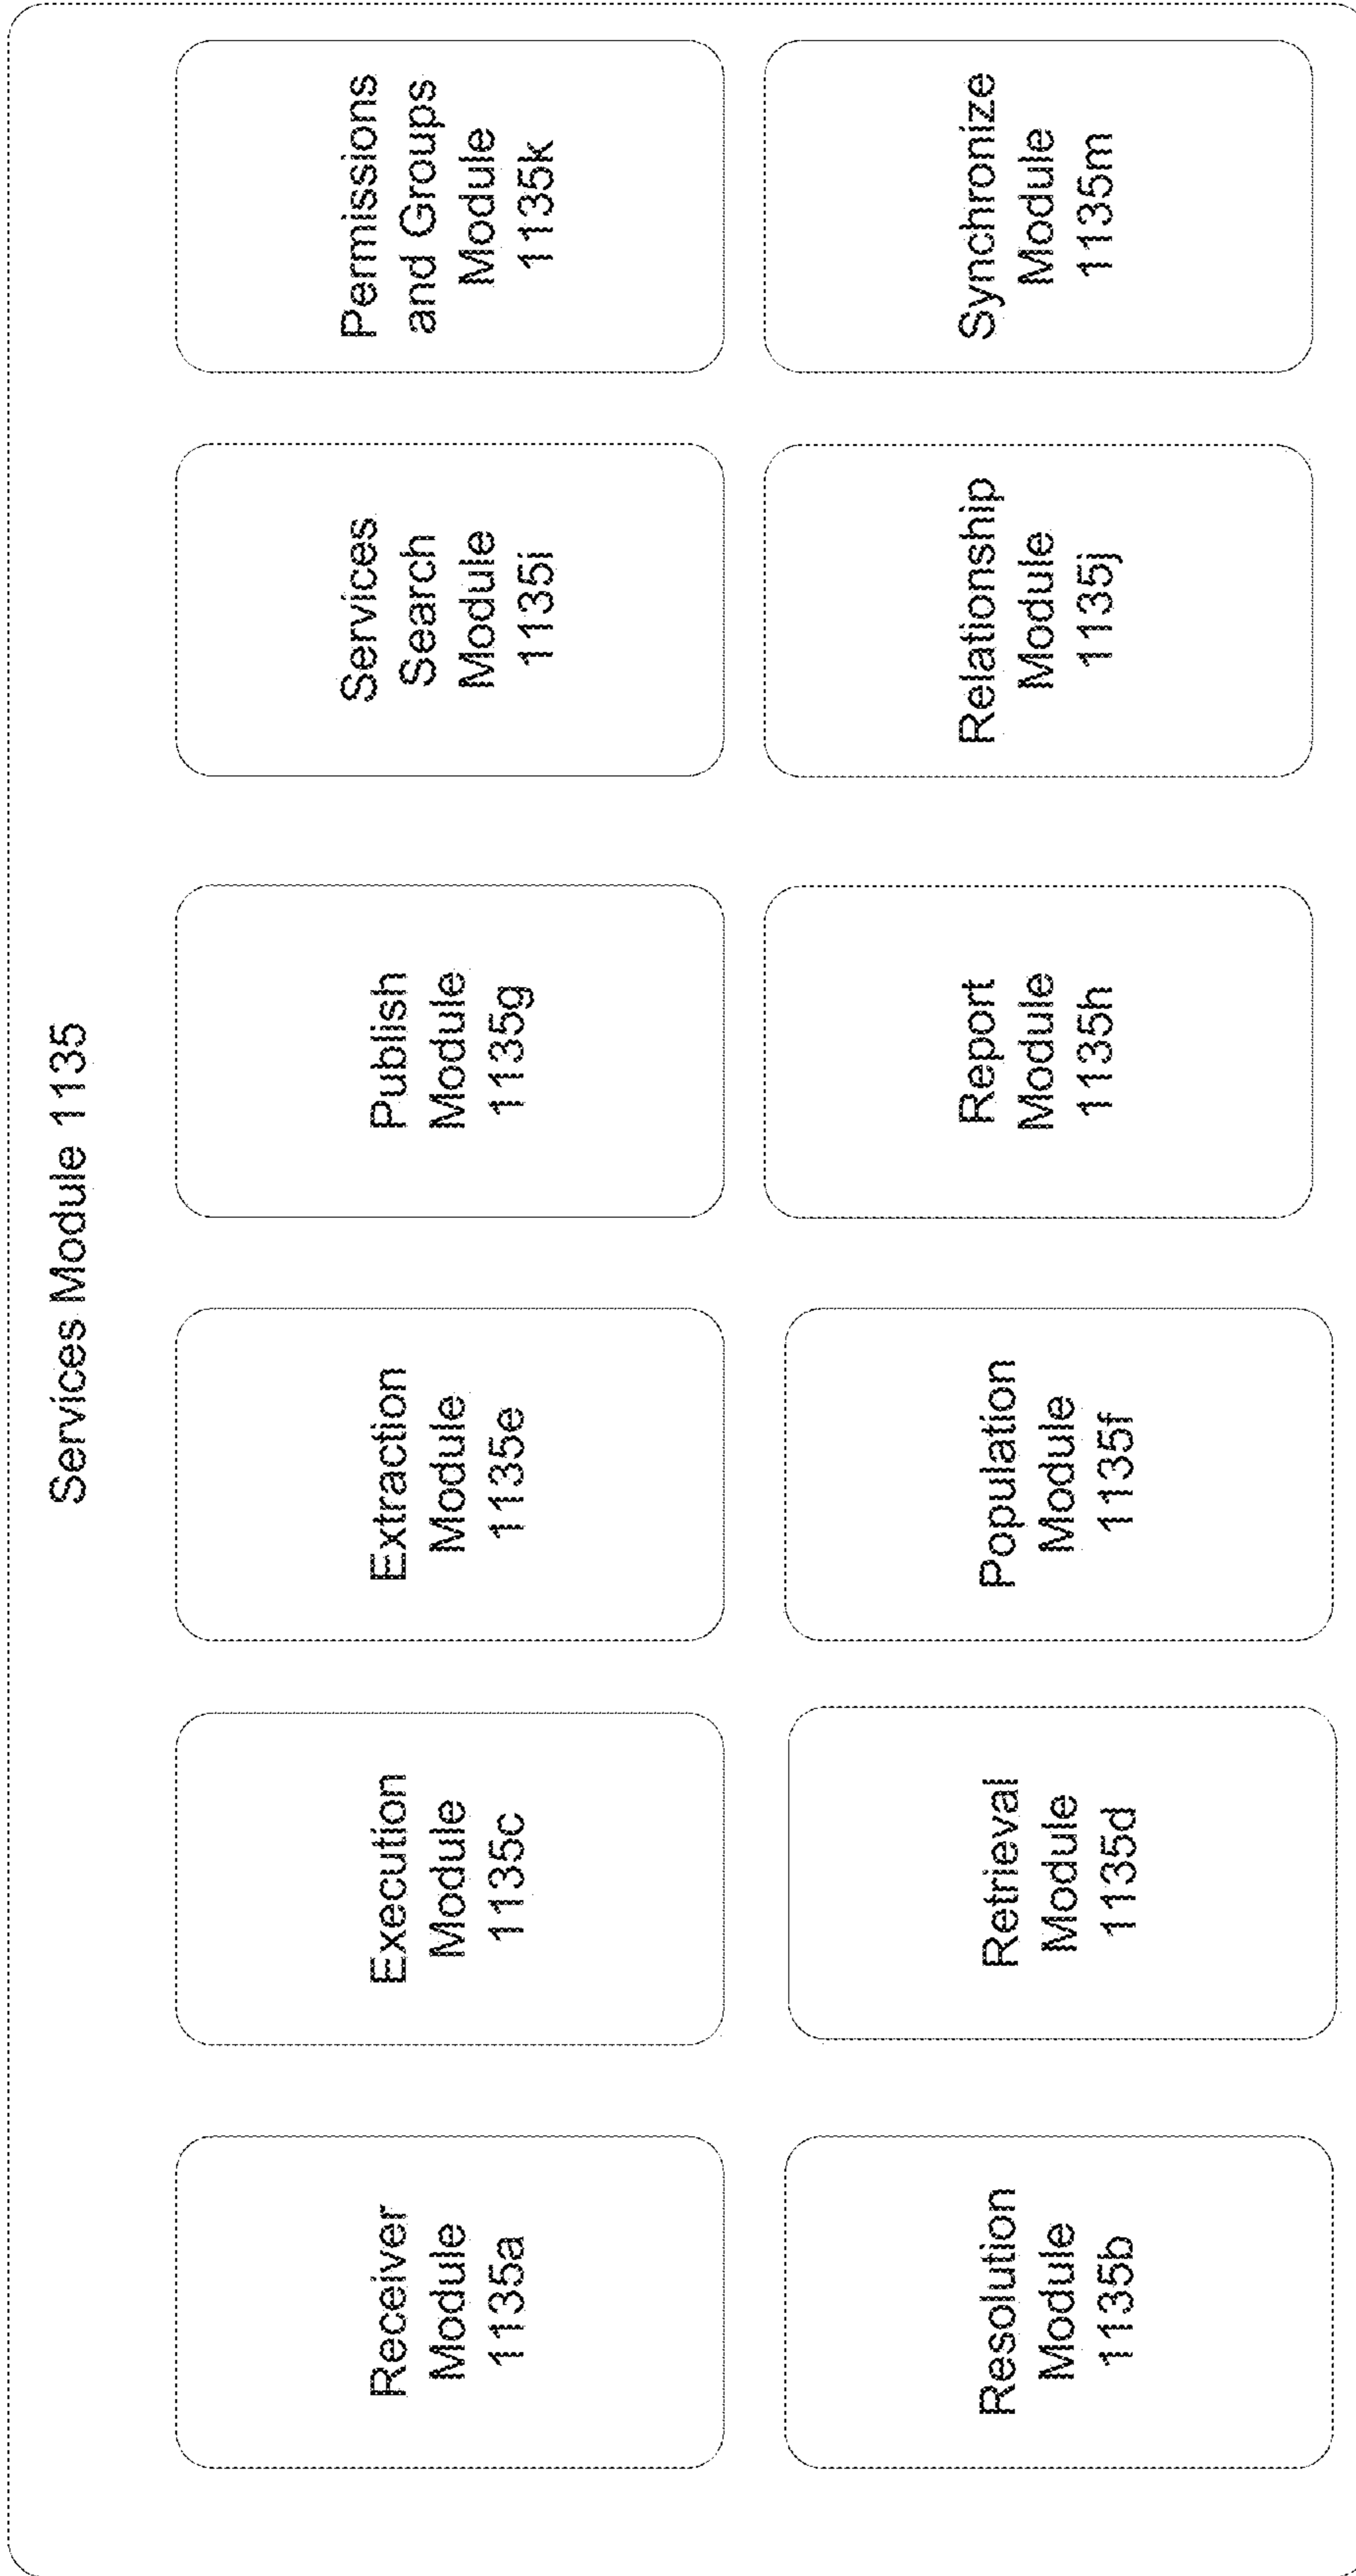 Services Module 1135
Receiver
Module
1135a
Execution
Module
1135c
Extraction
Module
1135e
Publish
Module
1135g
Services
Search
Module
1135i
Permissions
and Groups
Module
1135k
Resolution
Module
1135b
Retrieval
Module
1135d
Population
Module
1135f
Report
Module
1135h
Relationship
Module
1135j
Synchronize
Module
1135m